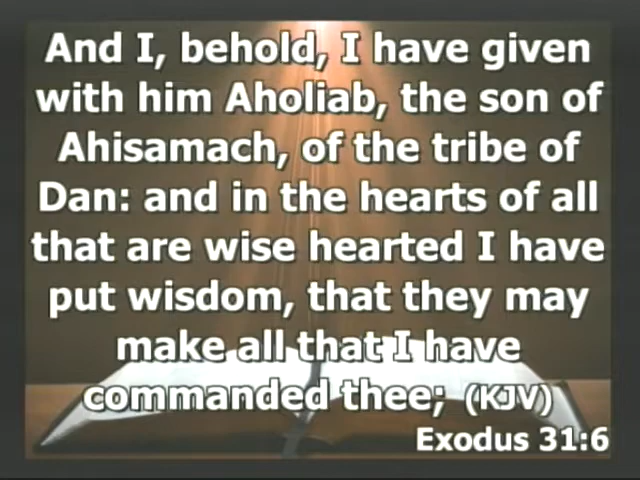 And I, behold, I have given
with him Aholiab, the son of
Ahisamach, of the tribe of
Dan: and in the hearts of all
that are wise hearted I have
put wisdom, that they may
make all that I have
commanded thee; (KJV)
Exodus 31:6